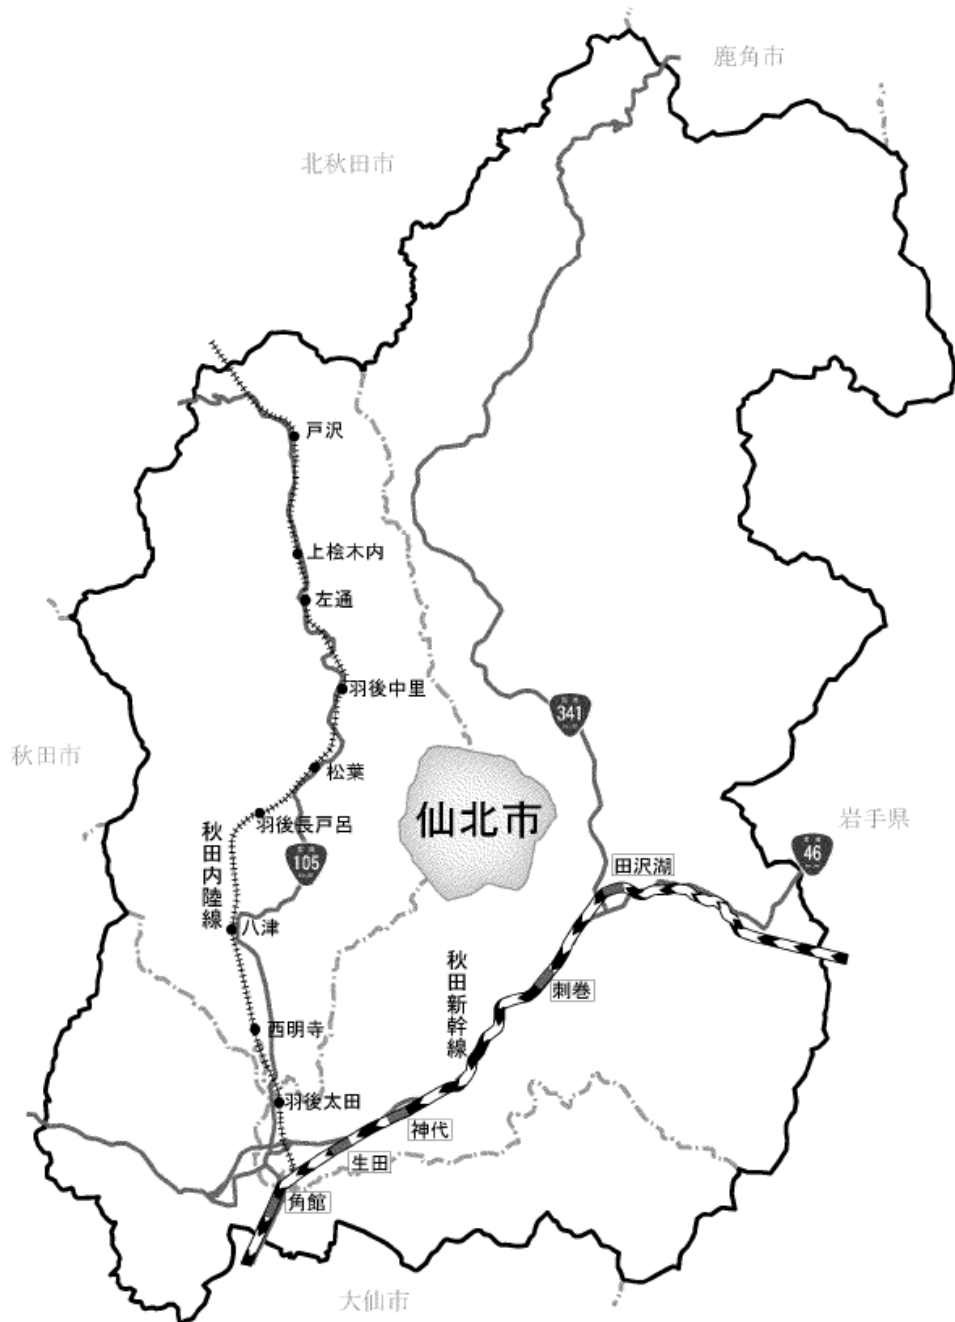 鹿角市
北秋田市
戸沢
上桧木内
左通
羽後中里
341
秋田市
松葉
仙北市
羽後長戸呂
岩手県
46
秋田内陸線
105
田沢湖
八津
秋田新幹線
刺巻
西明寺
羽後太田
神代
生田
角館
大仙市